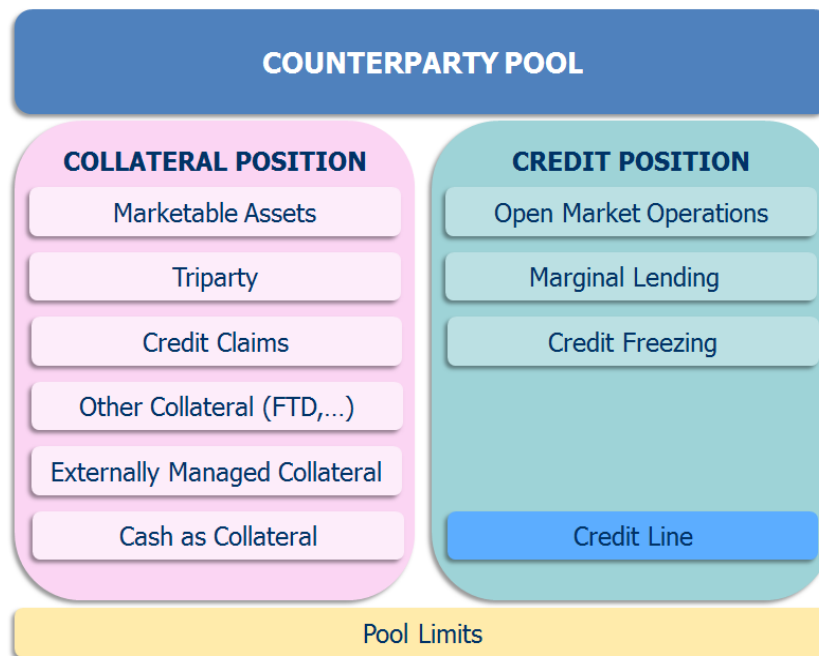 COUNTERPARTY POOL
COLLATERAL POSITION
Marketable Assets
Triparty
Credit Claims
Other Collateral (FTD,...)
Externally Managed Collateral
Cash as Collateral
CREDIT POSITION
Open Market Operations
Marginal Lending
Credit Freezing
Credit Line
Pool Limits